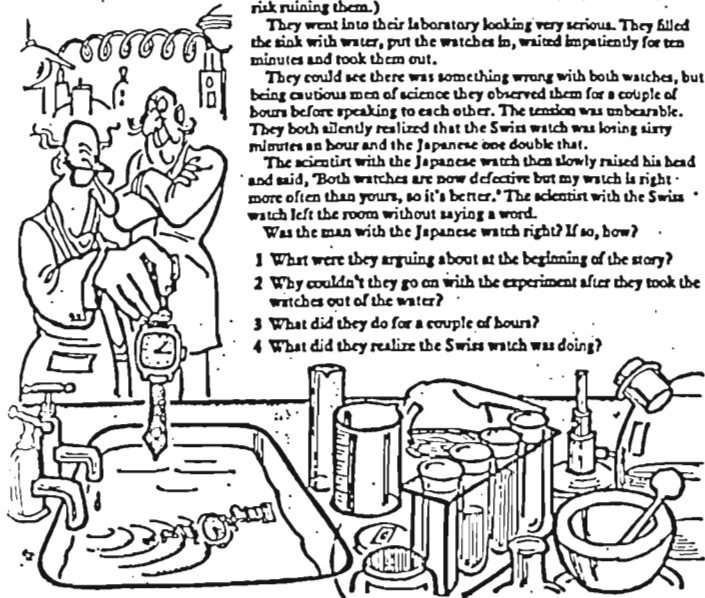 risk ruining them.)
They went into their laboratory looking very serious. They filled
the sink with water, put the watches in, waited impatiently for ten
minutes and took them out.
They could see there was something wrong with both watches, but
being cautious men of science they observed them for a couple of
hours before speaking to each other. The tension was unbearable.
They both silently realized that the Swiss watch was losing sixty
minutes an hour and the Japanese one double that.
The scientist with the Japanese watch then slowly raised his head
and said, 'Both watches are now defective but my watch is right
more often than yours, so it's better.' The scientist with the Swiss
watch left the room without saying a word.
Was the man with the Japanese watch right? If so, how?
1 What were they arguing about at the beginning of the story?
2 Why couldn't they go on with the experiment after they took the
watches out of the water?
3 What did they do for a couple of hours?
4 What did they realize the Swiss watch was doing?